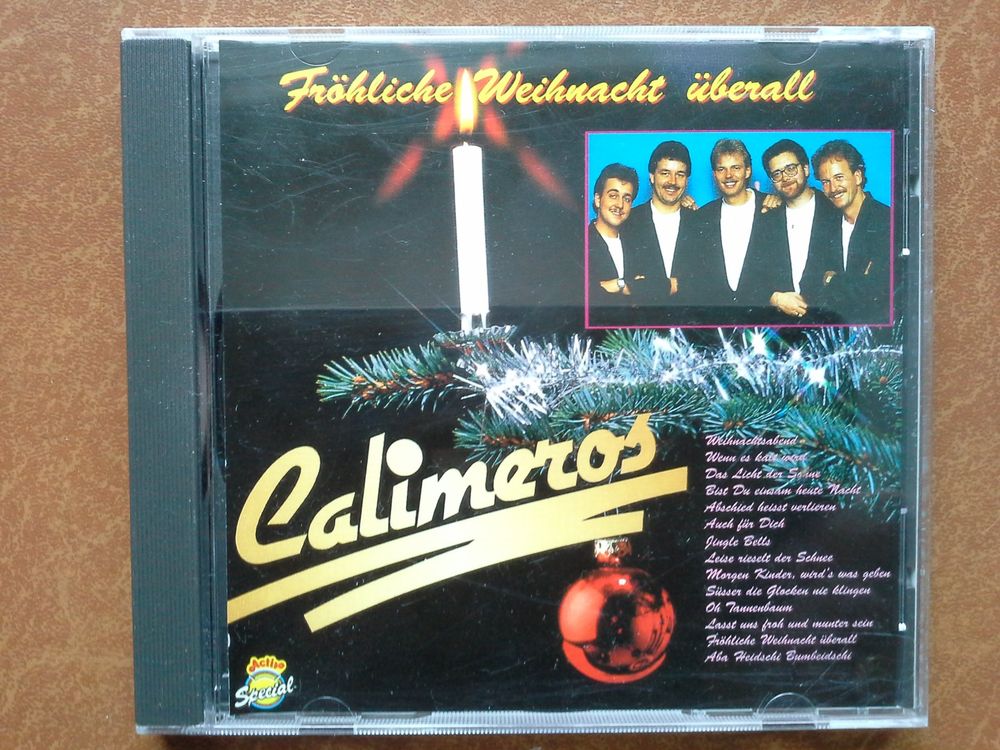 Fröhliche Weihnacht überall
Calimeros
Weihnachtsabend
Wenn es kalt wird
Das Licht der Sonne
Bist Du einsam heute Nacht
Abschied heisst verlieren
Auch für Dich
Jingle Bells
Leise rieselt der Schnee
Morgen Kinder, wird's was geben
Süsser die Glocken nie klingen
Oh Tannenbaum
Lasst uns froh und munter sein
Fröhliche Weihnacht überall
Aba Heidschi Bumbeidschi
Activ
Special